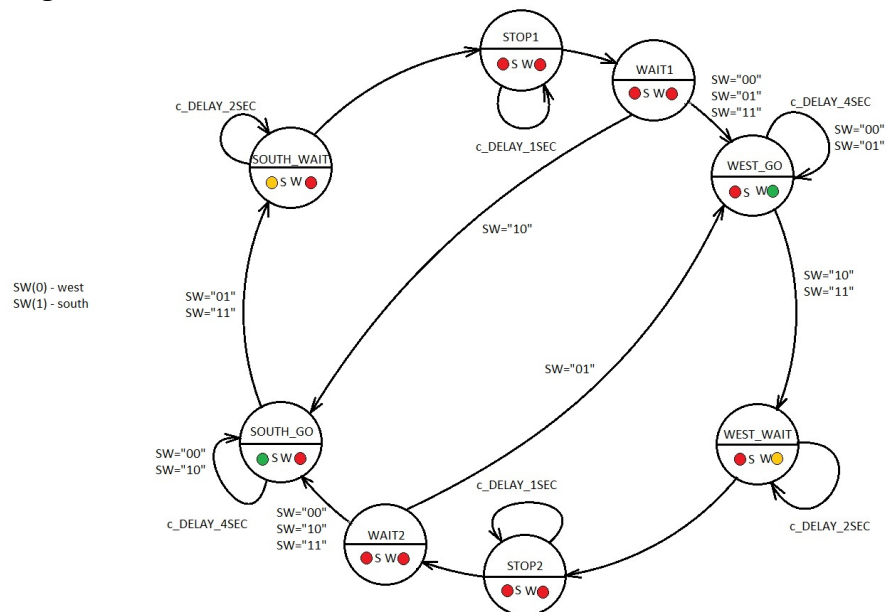 STOP1
S W
c_DELAY_1SEC
WAIT1
S W
SW="00"
SW="01"
SW="11"
c_DELAY_4SEC
SW="00"
SW="01"
c_DELAY_2SEC
SOUTH_WAIT
S W
WEST_GO
S W
SW="10"
SW(0) - west
SW(1) - south
SW="01"
SW="11"
SW="10"
SW="11"
SW="01"
SOUTH_GO
S W
SW="00"
SW="10"
c_DELAY_4SEC
WEST_WAIT
S W
c_DELAY_2SEC
c_DELAY_1SEC
SW="00"
SW="10"
SW="11"
WAIT2
S W
STOP2
S W